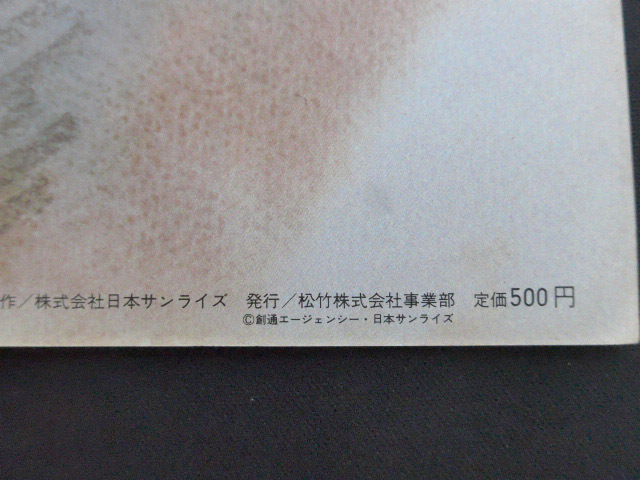 作／株式会社日本サンライズ　発行／松竹株式会社事業部　定価500円
©創通エージェンシー・日本サンライズ